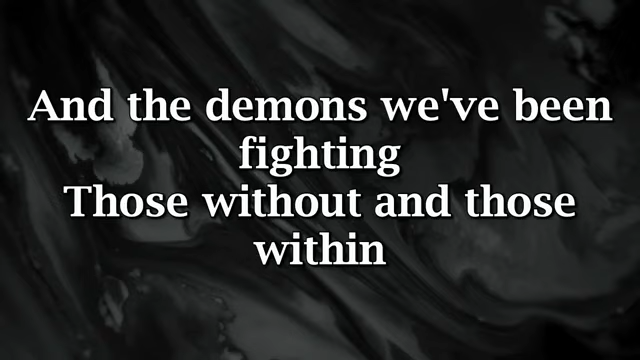 And the demons we've been
fighting
Those without and those
within